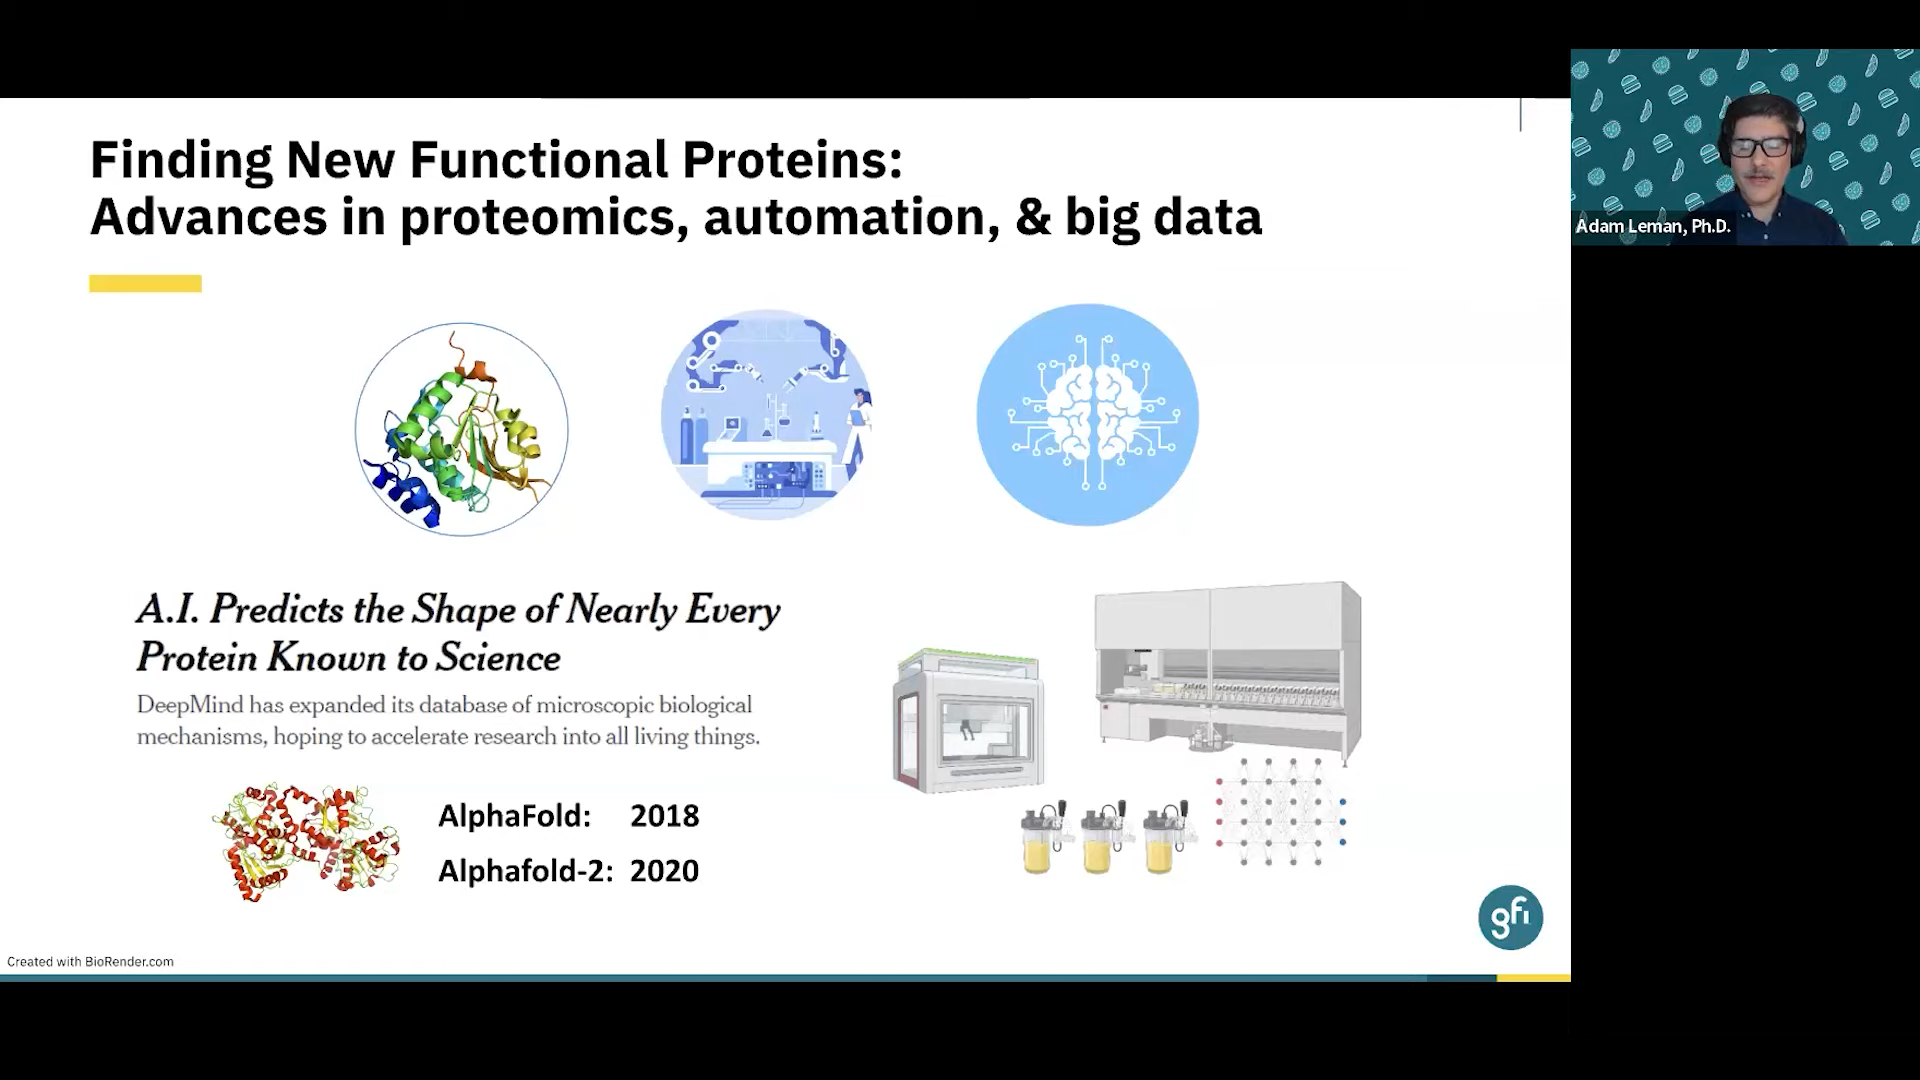 Finding New Functional Proteins:
Advances in proteomics, automation, & big data
Adam Leman, Ph.D.
A.I. Predicts the Shape of Nearly Every
Protein Known to Science
DeepMind has expanded its database of microscopic biological
mechanisms, hoping to accelerate research into all living things.
AlphaFold: 2018
Alphafold-2: 2020
gfi
Created with BioRender.com